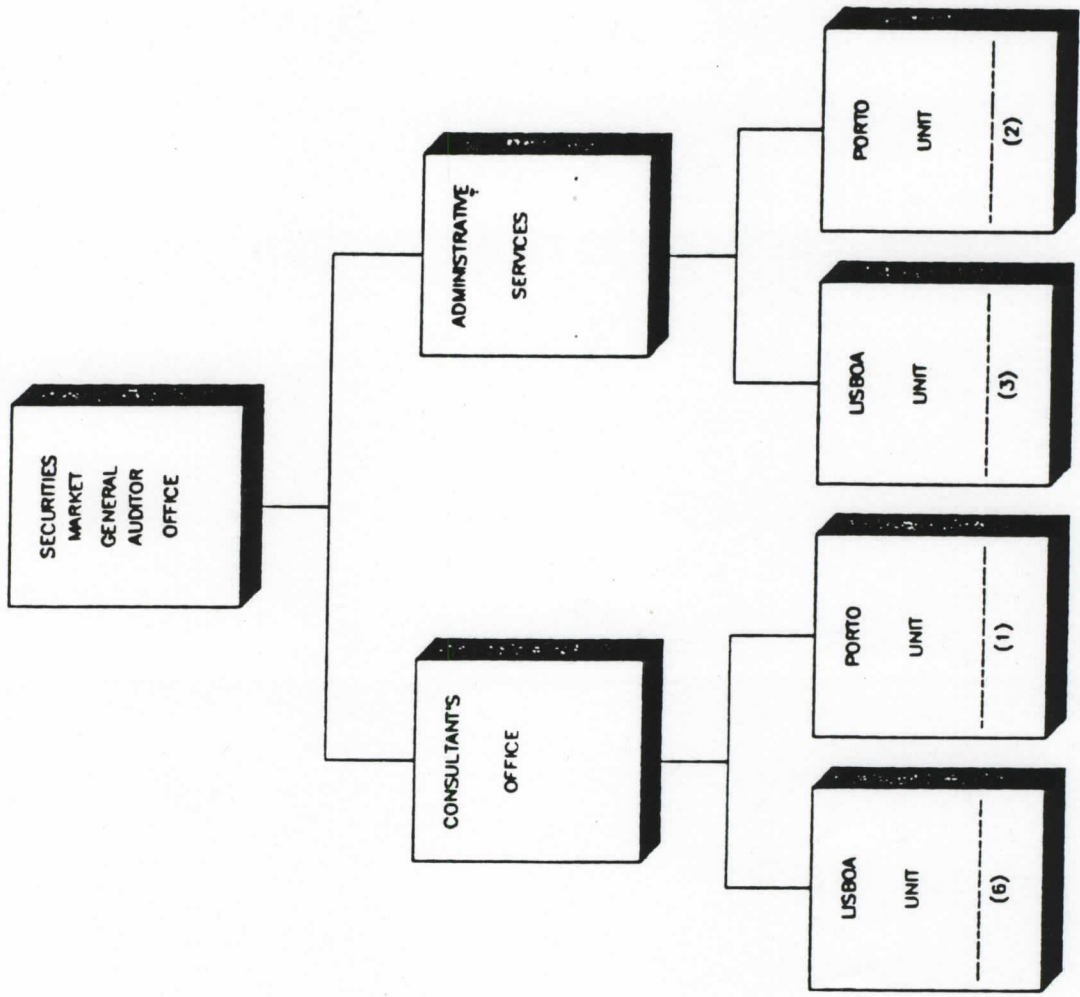 SECURITIES
MARKET
GENERAL
AUDITOR
OFFICE
CONSULTANT'S
OFFICE
ADMINISTRATIVE
SERVICES
LISBOA
UNIT
(6)
PORTO
UNIT
(1)
LISBOA
UNIT
(3)
PORTO
UNIT
(2)